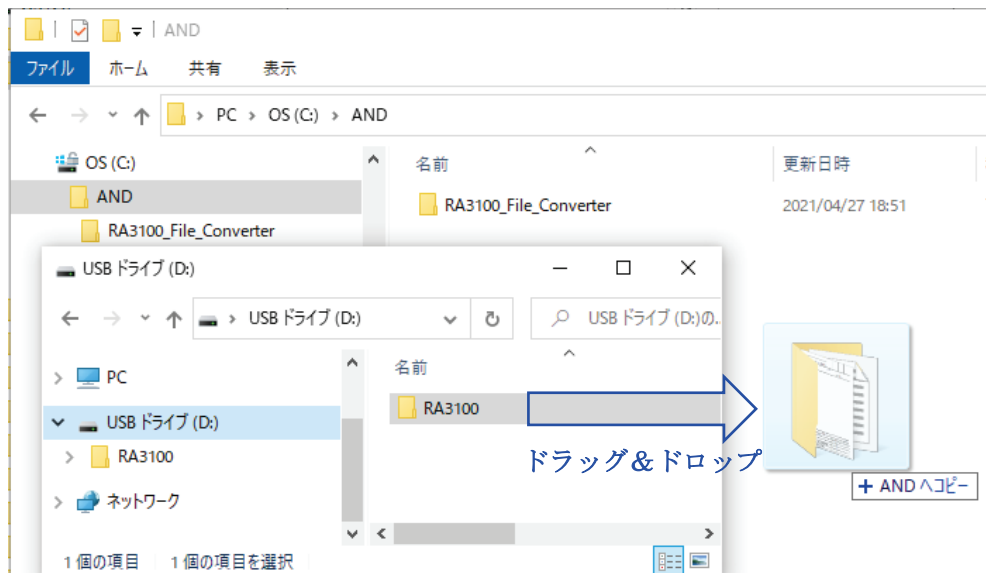 AND
ファイル ホーム 共有 表示
PC › OS (C:) › AND
OS (C:)
AND
RA3100_File_Converter
名前 更新日時
RA3100_File_Converter 2021/04/27 18:51
USB ドライブ (D:)
USB ドライブ (D:) USB ドライブ (D:)の..
PC
USB ドライブ (D:)
RA3100
ネットワーク
名前
RA3100
ドラッグ＆ドロップ
+ AND へコピー
1 個の項目 1 個の項目を選択